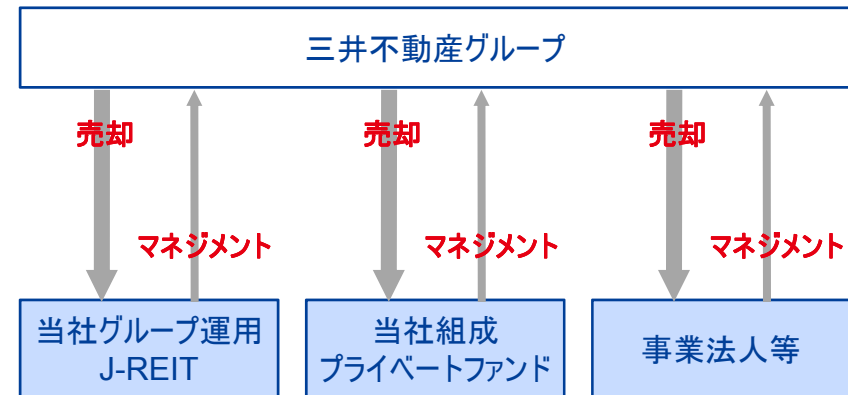 三井不動産グループ
売却
売却
売却
マネジメント
マネジメント
マネジメント
当社グループ運用
J-REIT
当社組成
プライベートファンド
事業法人等